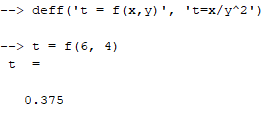 --> deff('t = f(x,y)', 't=x/y^2')
--> t = f(6, 4)
t =
0.375